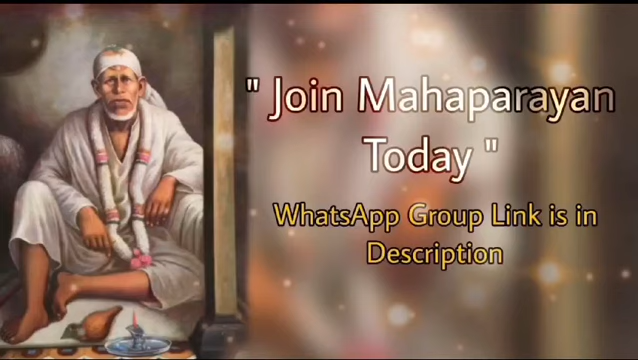 " Join Mahaparayan
Today "
WhatsApp Group Link is in
Description